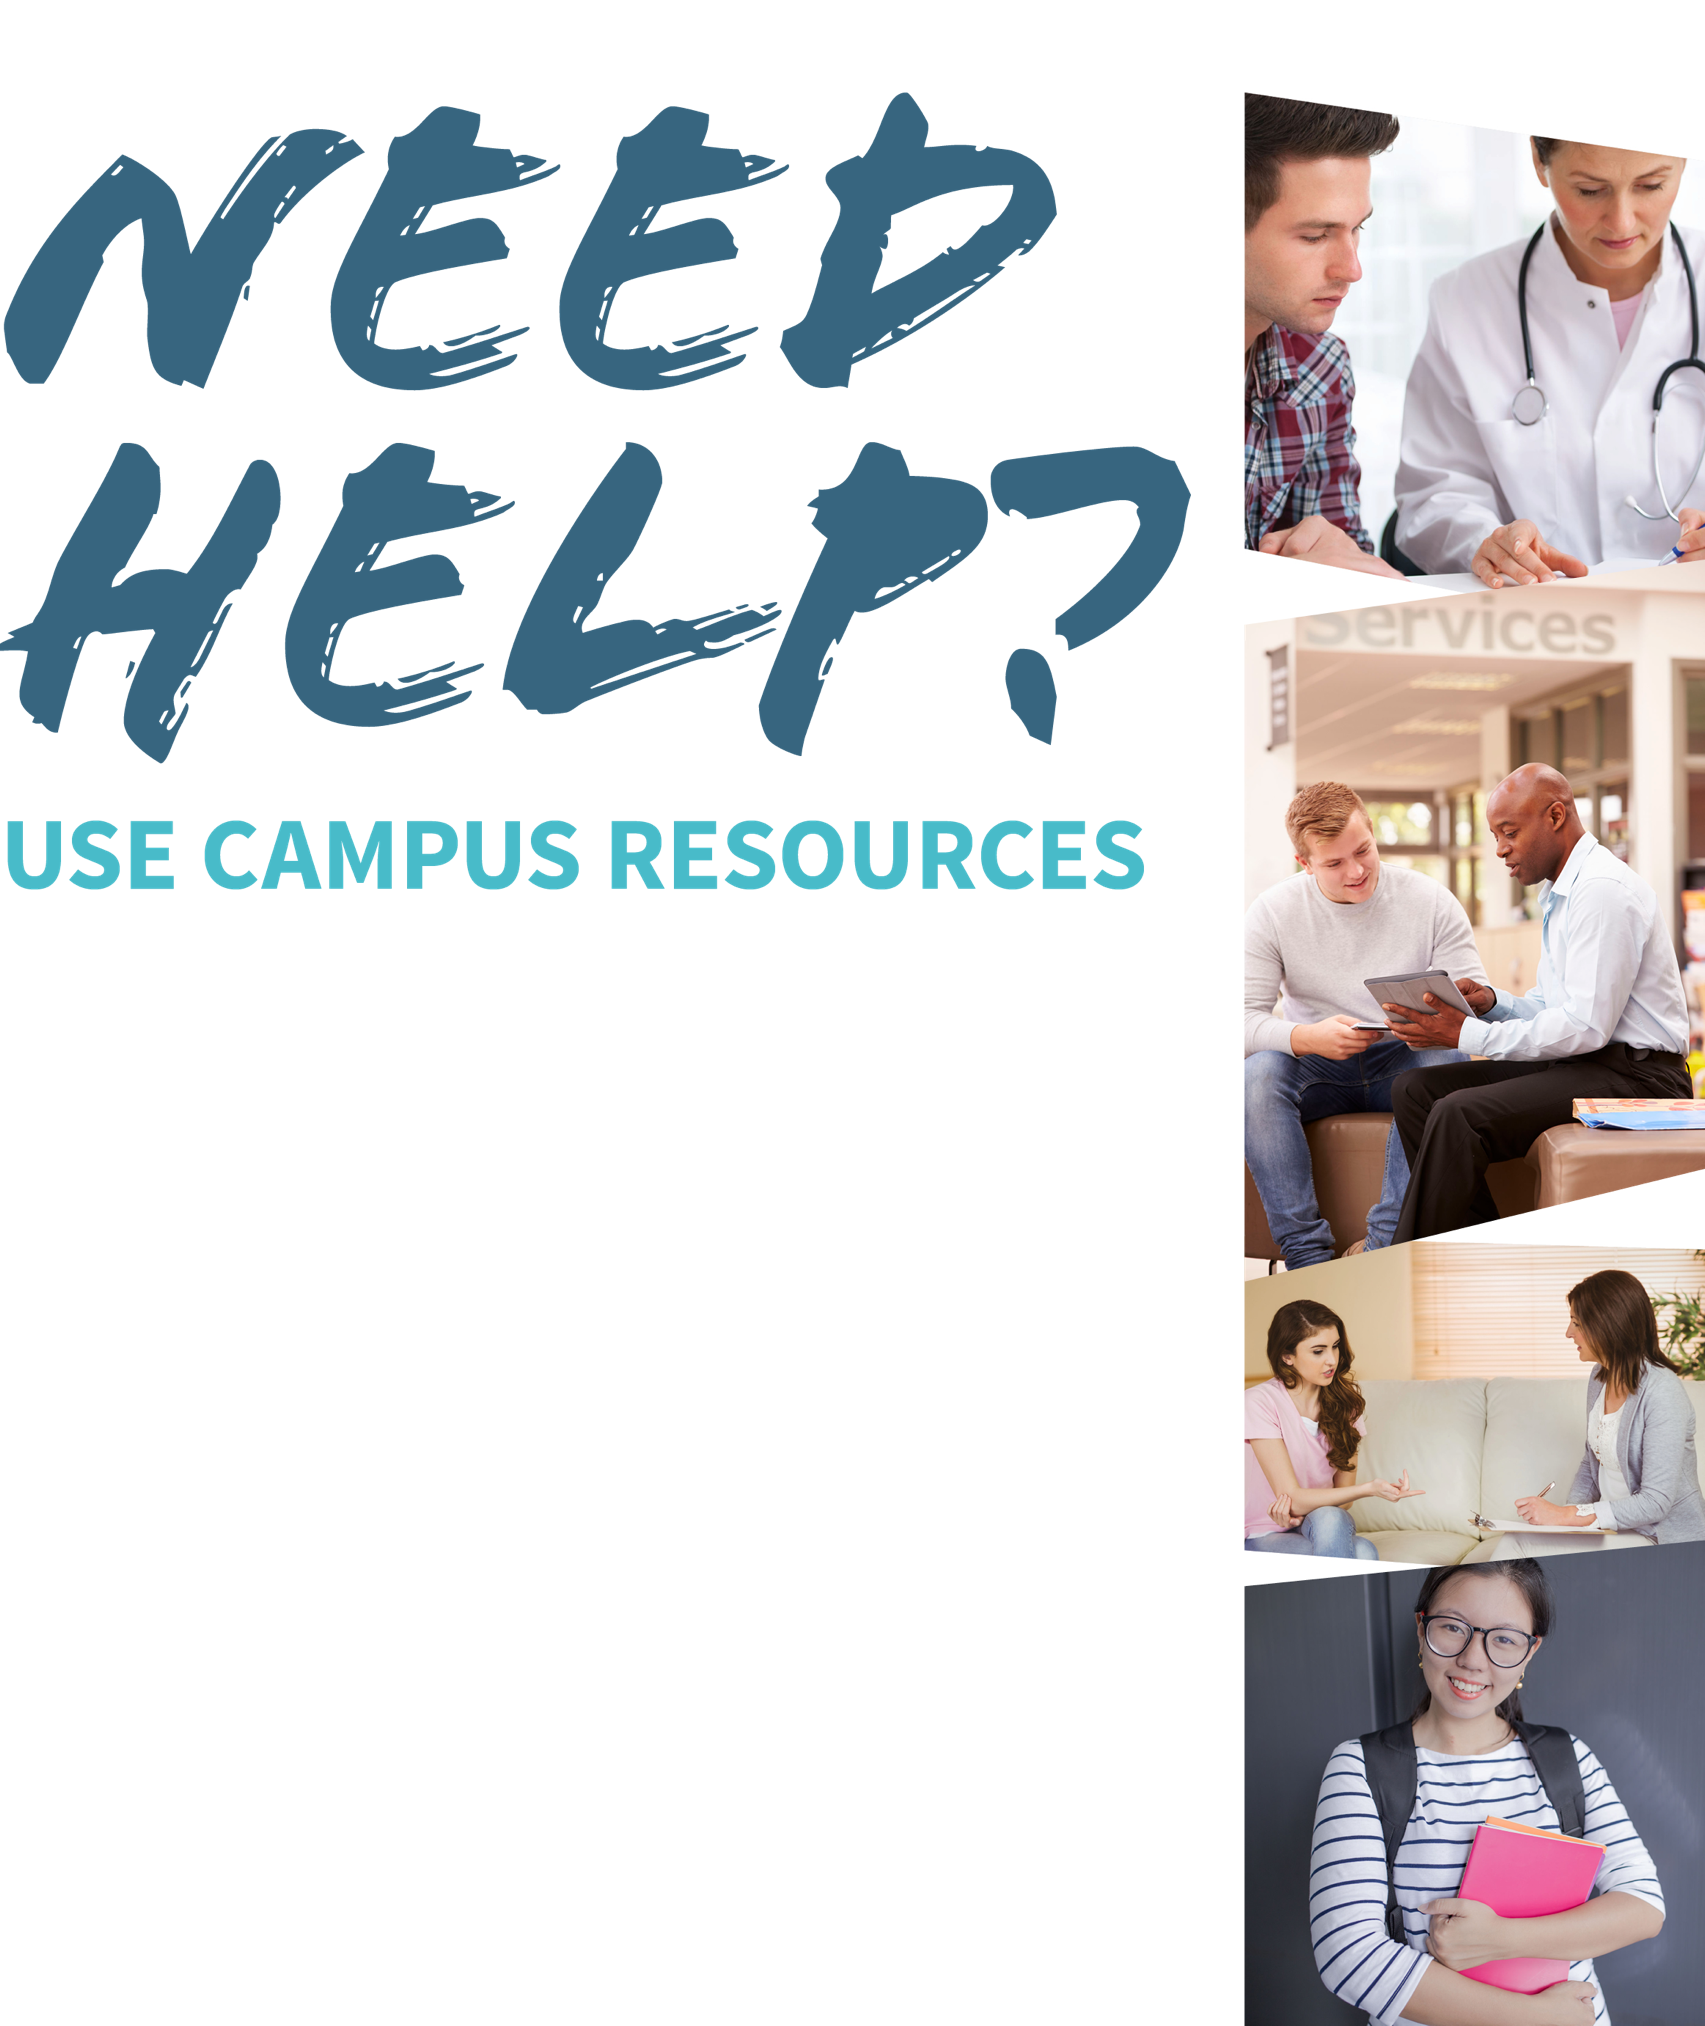 NEED
HELP?
USE CAMPUS RESOURCES
Services